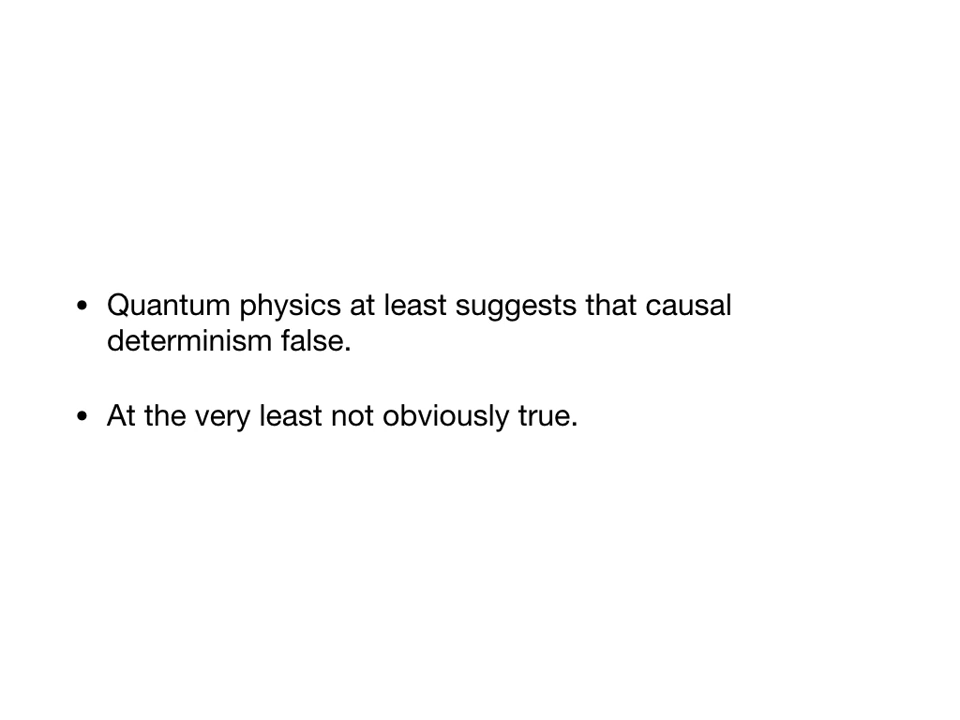 • Quantum physics at least suggests that causal
determinism false.
• At the very least not obviously true.